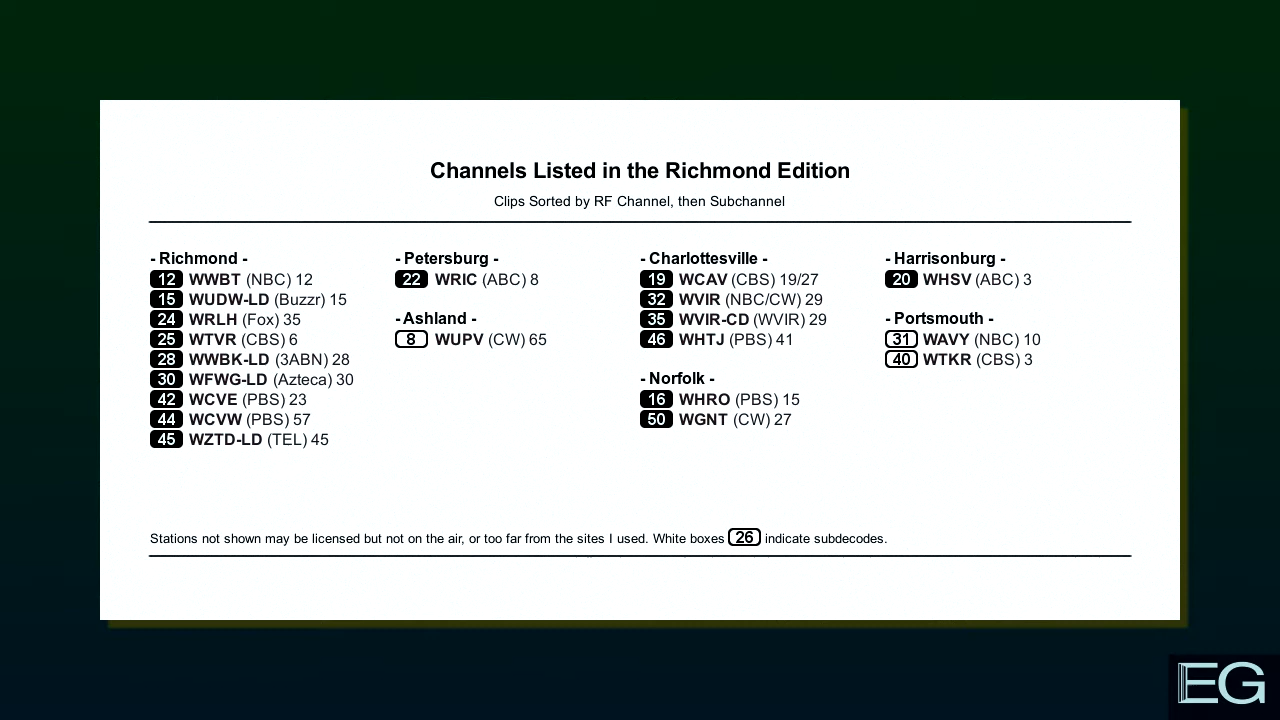 Channels Listed in the Richmond Edition
Clips Sorted by RF Channel, then Subchannel
- Richmond -
12 WWBT (NBC) 12
15 WUDW-LD (Buzzr) 15
24 WRLH (Fox) 35
25 WTVR (CBS) 6
28 WWBK-LD (3ABN) 28
30 WFWG-LD (Azteca) 30
42 WCVE (PBS) 23
44 WCVW (PBS) 57
45 WZTD-LD (TEL) 45
- Petersburg -
22 WRIC (ABC) 8
- Ashland -
8 WUPV (CW) 65
- Charlottesville -
19 WCAV (CBS) 19/27
32 WVIR (NBC/CW) 29
35 WVIR-CD (WVIR) 29
46 WHTJ (PBS) 41
- Norfolk -
16 WHRO (PBS) 15
50 WGNT (CW) 27
- Harrisonburg -
20 WHSV (ABC) 3
- Portsmouth -
31 WAVY (NBC) 10
40 WTKR (CBS) 3
Stations not shown may be licensed but not on the air, or too far from the sites I used. White boxes 26 indicate subdecodes.
EG